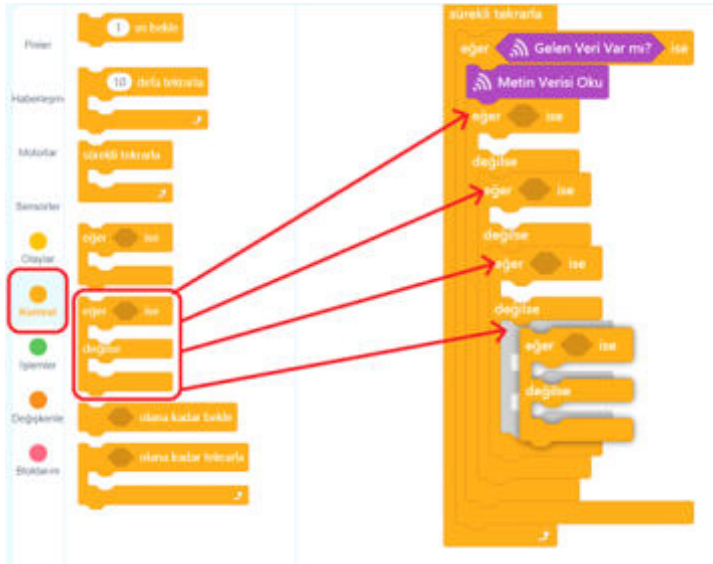 Pinler
1 sn bekle
Haberleşm
10 defa tekrarla
Motorlar
sürekli tekrarla
Sensörler
Olaylar
eğer ise
Kontrol
eğer ise
değilse
İşlemler
Değişkenle
olana kadar bekle
Bloklarım
olana kadar tekrarla
sürekli tekrarla
eğer Gelen Veri Var mı? ise
Metin Verisi Oku
eğer ise
değilse
eğer ise
değilse
eğer ise
değilse
eğer ise
değilse